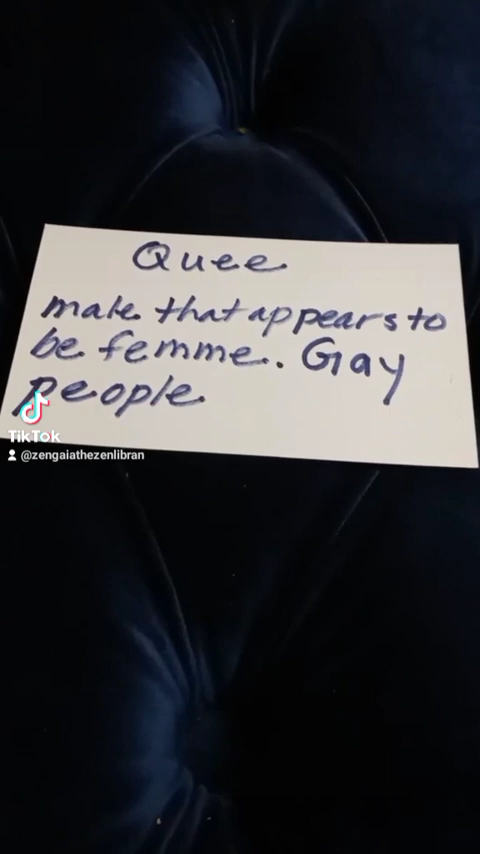 Quee
male that appears to
be femme. Gay
people
TikTok
@zengaiathezenlibran